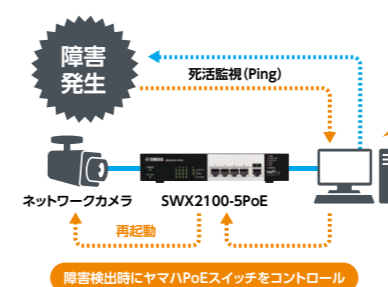 障害
発生
死活監視(Ping)
YAMAHA
ネットワークカメラ
SWX2100-5PoE
再起動
障害検出時にヤマハPoEスイッチをコントロール